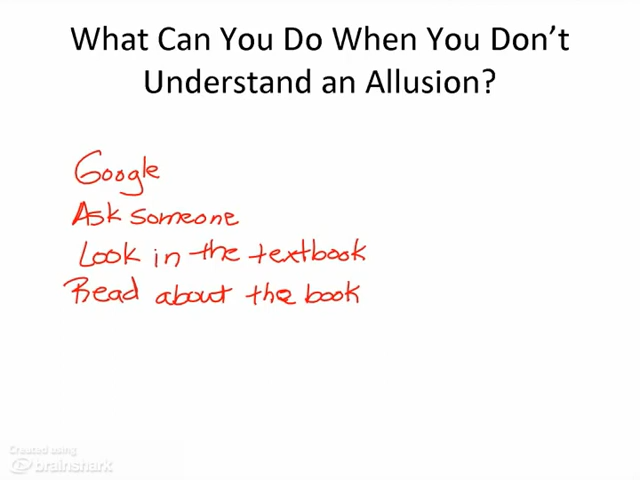 What Can You Do When You Don't
Understand an Allusion?
Google
Ask someone
Look in the textbook
Read about the book
Created using
brainshark